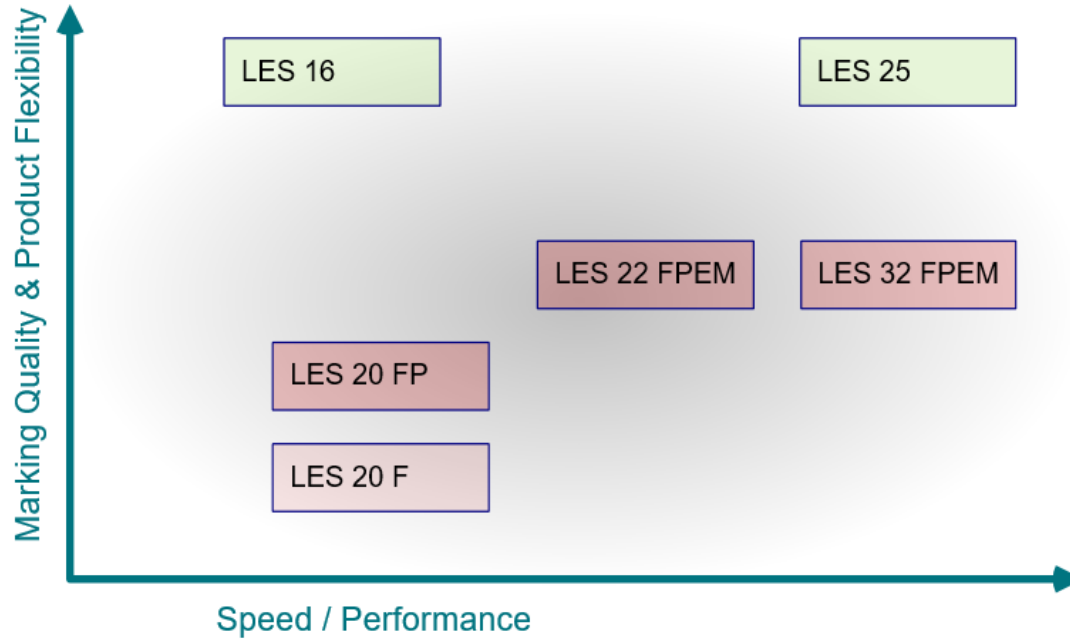 Marking Quality & Product Flexibility
LES 16
LES 25
LES 22 FPEM
LES 32 FPEM
LES 20 FP
LES 20 F
Speed / Performance